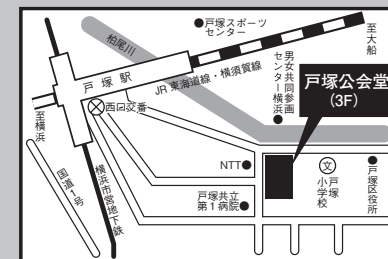 戸塚スポーツ
センター
至大船
柏尾川
男女共同参画
センター横浜
戸塚駅
JR東海道線・横須賀線
戸塚公会堂
(3F)
西口交番
至横浜
国道1号
横浜市営地下鉄
NTT
戸塚共立
第1病院
文
戸塚
小学校
戸塚区役所